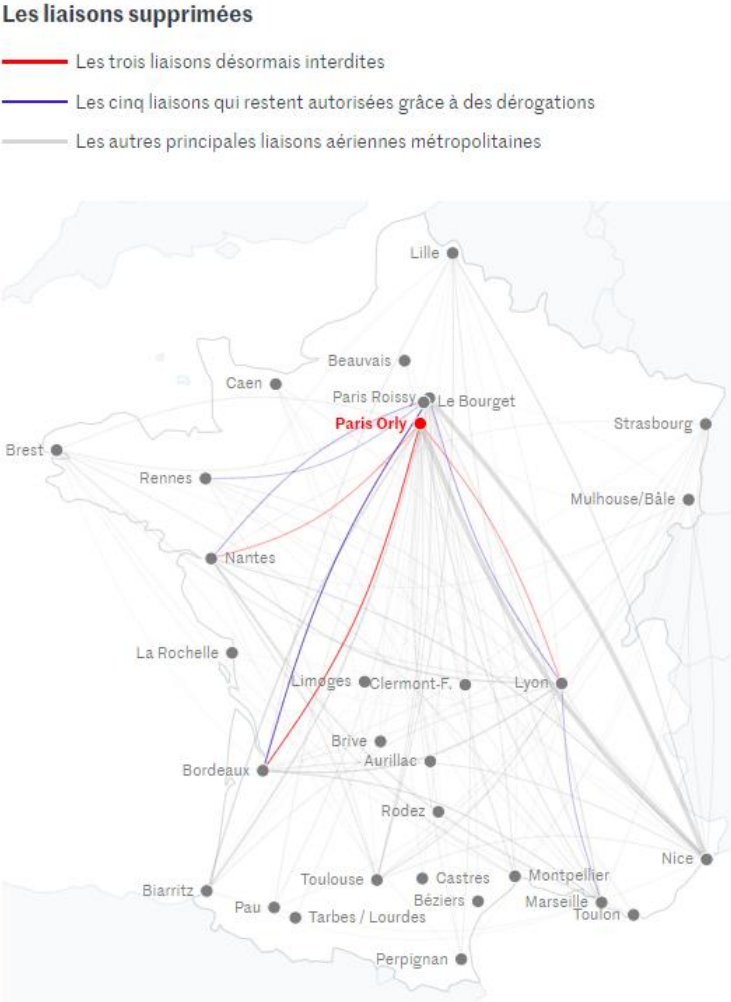 Les liaisons supprimées
Les trois liaisons désormais interdites
Les cinq liaisons qui restent autorisées grâce à des dérogations
Les autres principales liaisons aériennes métropolitaines
Lille
Beauvais
Caen
Paris Roissy
Le Bourget
Paris Orly
Strasbourg
Brest
Rennes
Mulhouse/Bâle
Nantes
La Rochelle
Limoges
Clermont-F.
Lyon
Brive
Aurillac
Bordeaux
Rodez
Nice
Toulouse
Castres
Montpellier
Biarritz
Béziers
Marseille
Pau
Tarbes / Lourdes
Toulon
Perpignan